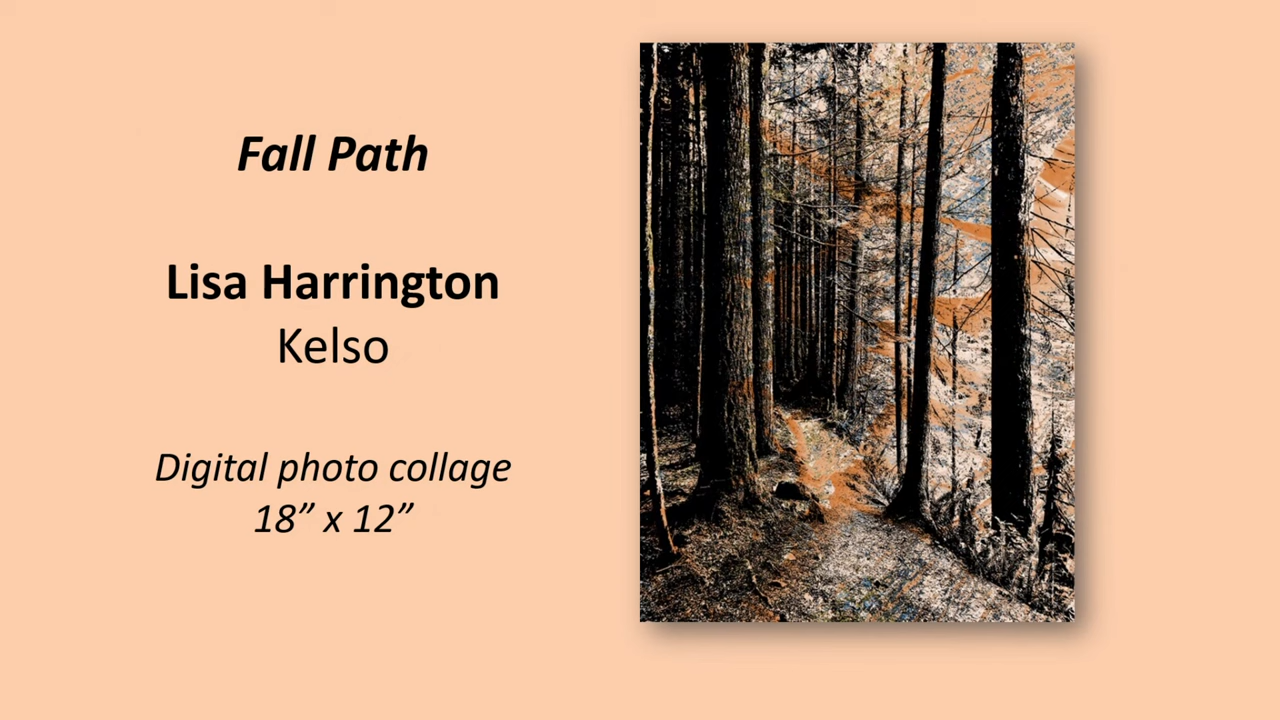 Fall Path
Lisa Harrington
Kelso
Digital photo collage
18” x 12”